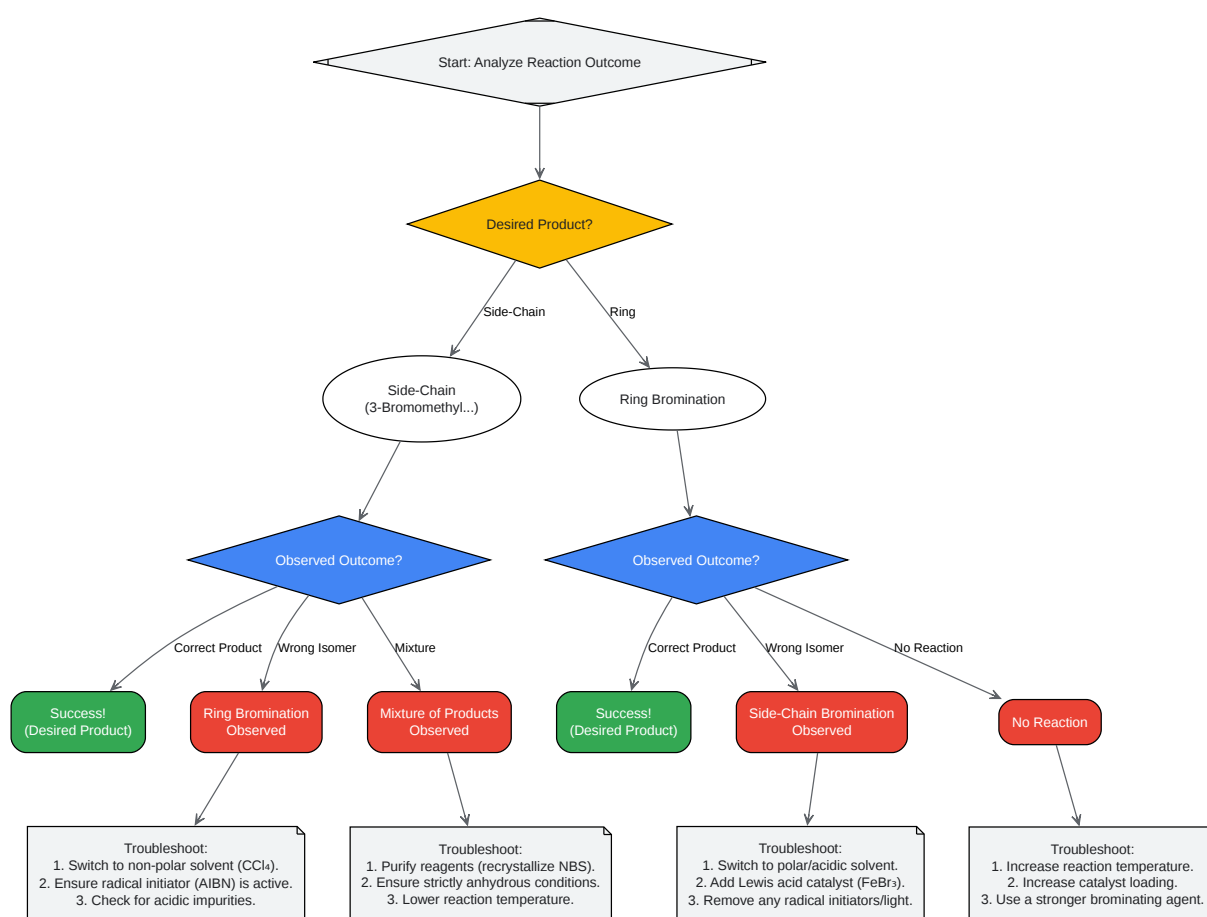 Start: Analyze Reaction Outcome
Desired Product?
Side-Chain
Ring
Side-Chain
(3-Bromomethyl...)
Ring Bromination
Observed Outcome?
Observed Outcome?
Correct Product
Wrong Isomer
Mixture
Correct Product
Wrong Isomer
No Reaction
Success!
(Desired Product)
Ring Bromination
Observed
Mixture of Products
Observed
Success!
(Desired Product)
Side-Chain Bromination
Observed
No Reaction
Troubleshoot:
1. Switch to non-polar solvent (CCl₄).
2. Ensure radical initiator (AIBN) is active.
3. Check for acidic impurities.
Troubleshoot:
1. Purify reagents (recrystallize NBS).
2. Ensure strictly anhydrous conditions.
3. Lower reaction temperature.
Troubleshoot:
1. Switch to polar/acidic solvent.
2. Add Lewis acid catalyst (FeBr₃).
3. Remove any radical initiators/light.
Troubleshoot:
1. Increase reaction temperature.
2. Increase catalyst loading.
3. Use a stronger brominating agent.